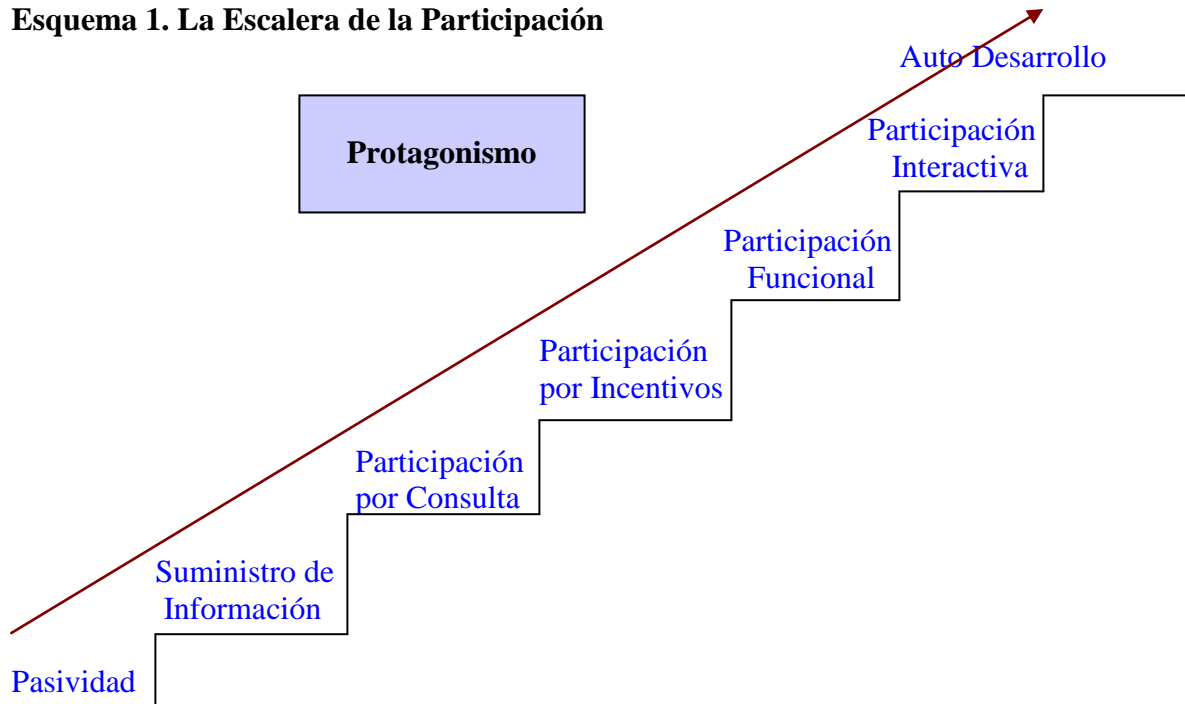 Esquema 1. La Escalera de la Participación
Auto Desarrollo
Participación
Interactiva
Protagonismo
Participación
Funcional
Participación
por Incentivos
Participación
por Consulta
Suministro de
Información
Pasividad